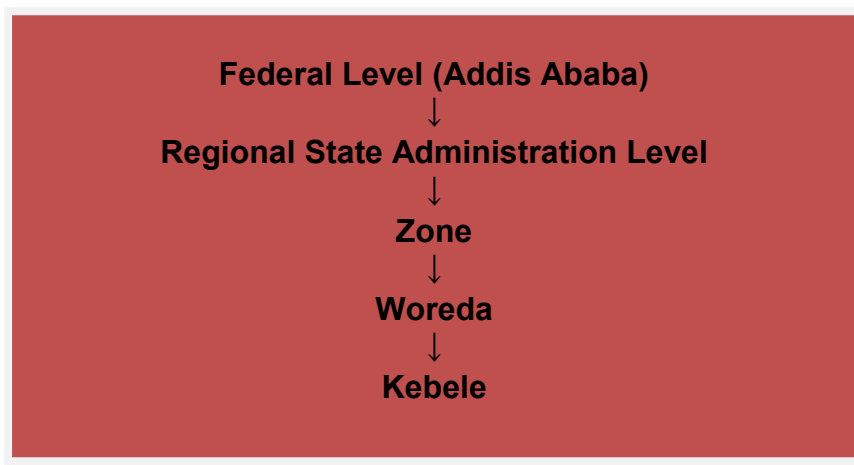 Federal Level (Addis Ababa)
↓
Regional State Administration Level
↓
Zone
↓
Woreda
↓
Kebele